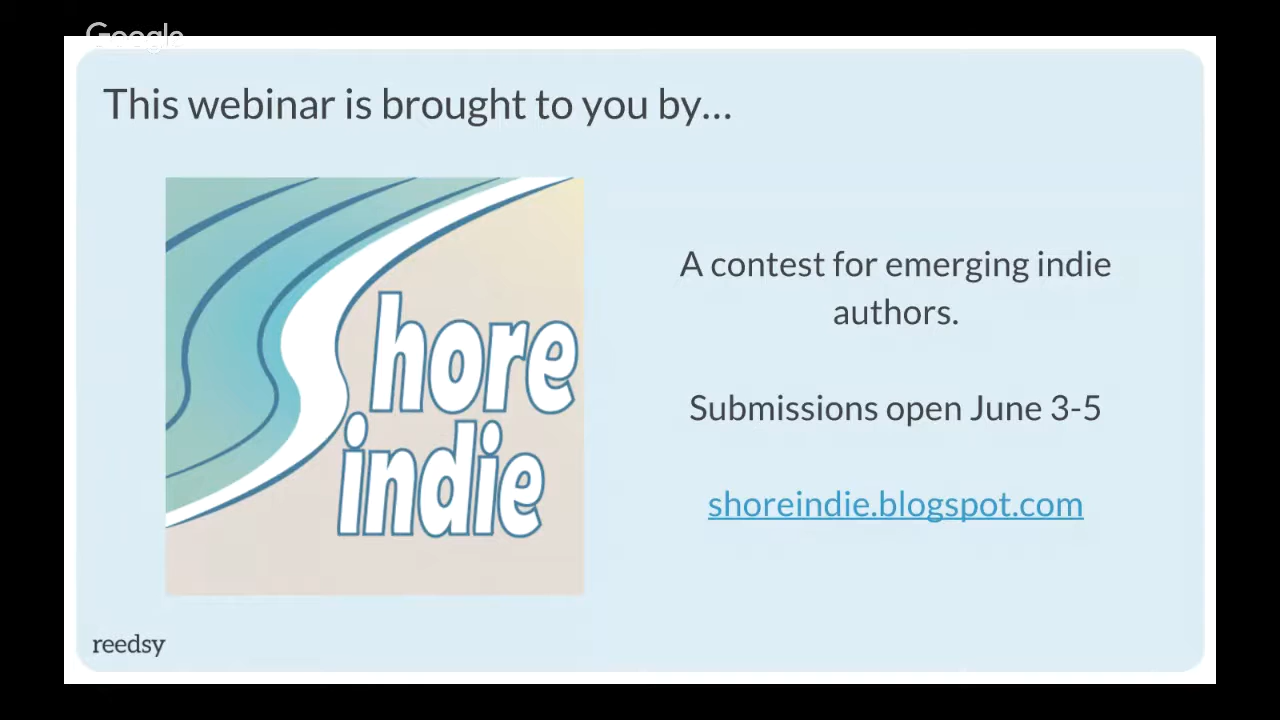 Google
This webinar is brought to you by...
Shore
indie
A contest for emerging indie
authors.
Submissions open June 3-5
shoreindie.blogspot.com
reedsy